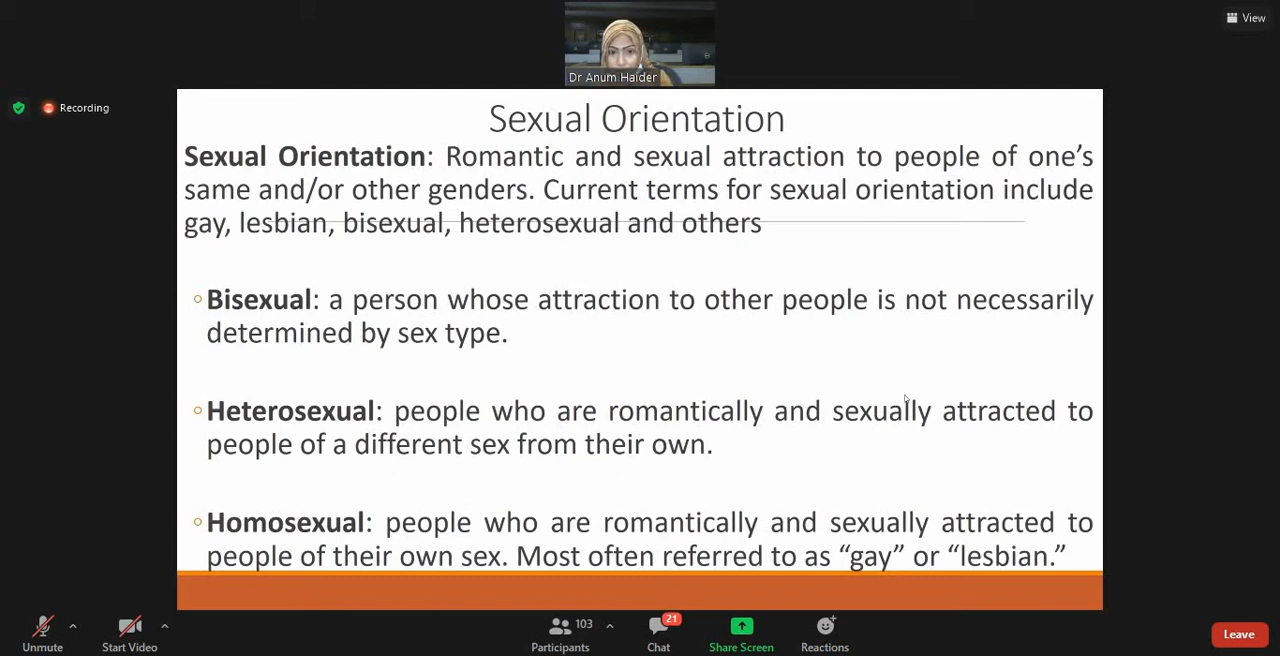 View
Dr Anum Haider
Recording
Sexual Orientation
Sexual Orientation: Romantic and sexual attraction to people of one’s
same and/or other genders. Current terms for sexual orientation include
gay, lesbian, bisexual, heterosexual and others
◦Bisexual: a person whose attraction to other people is not necessarily
determined by sex type.
◦Heterosexual: people who are romantically and sexually attracted to
people of a different sex from their own.
◦Homosexual: people who are romantically and sexually attracted to
people of their own sex. Most often referred to as “gay” or “lesbian.”
103
21
Unmute
Start Video
Participants
Chat
Share Screen
Reactions
Leave